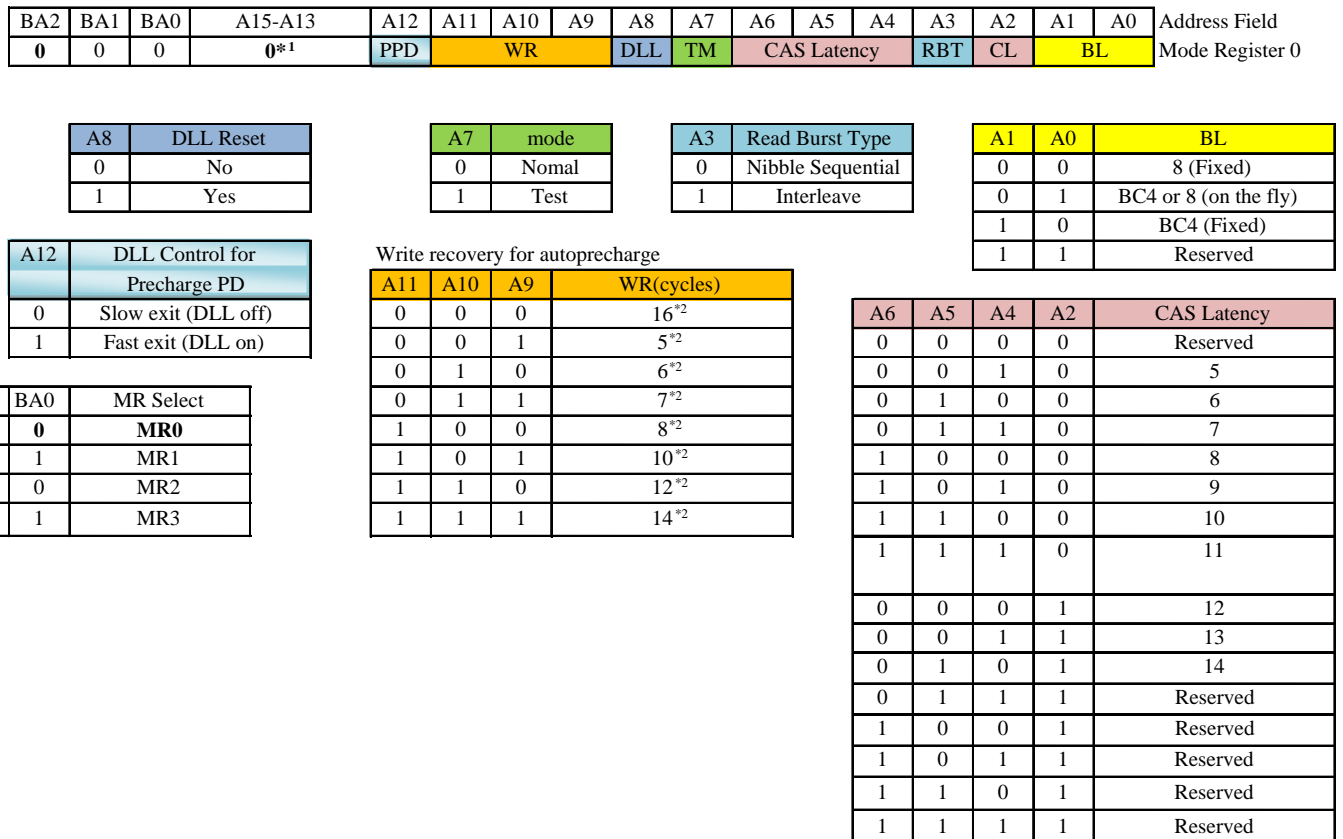 BA2 BA1 BA0 A15-A13 A12 A11 A10 A9 A8 A7 A6 A5 A4 A3 A2 A1 A0 Address Field
0 0 0 0*1 PPD WR DLL TM CAS Latency RBT CL BL Mode Register 0
A8 DLL Reset
0 No
1 Yes
A7 mode
0 Nomal
1 Test
A3 Read Burst Type
0 Nibble Sequential
1 Interleave
A1 A0 BL
0 0 8 (Fixed)
0 1 BC4 or 8 (on the fly)
1 0 BC4 (Fixed)
1 1 Reserved
A12 DLL Control for
Precharge PD
0 Slow exit (DLL off)
1 Fast exit (DLL on)
BA0 MR Select
0 MR0
1 MR1
0 MR2
1 MR3
Write recovery for autoprecharge
A11 A10 A9 WR(cycles)
0 0 0 16*2
0 0 1 5*2
0 1 0 6*2
0 1 1 7*2
1 0 0 8*2
1 0 1 10*2
1 1 0 12*2
1 1 1 14*2
A6 A5 A4 A2 CAS Latency
0 0 0 0 Reserved
0 0 1 0 5
0 1 0 0 6
0 1 1 0 7
1 0 0 0 8
1 0 1 0 9
1 1 0 0 10
1 1 1 0 11
0 0 0 1 12
0 0 1 1 13
0 1 0 1 14
0 1 1 1 Reserved
1 0 0 1 Reserved
1 0 1 1 Reserved
1 1 0 1 Reserved
1 1 1 1 Reserved